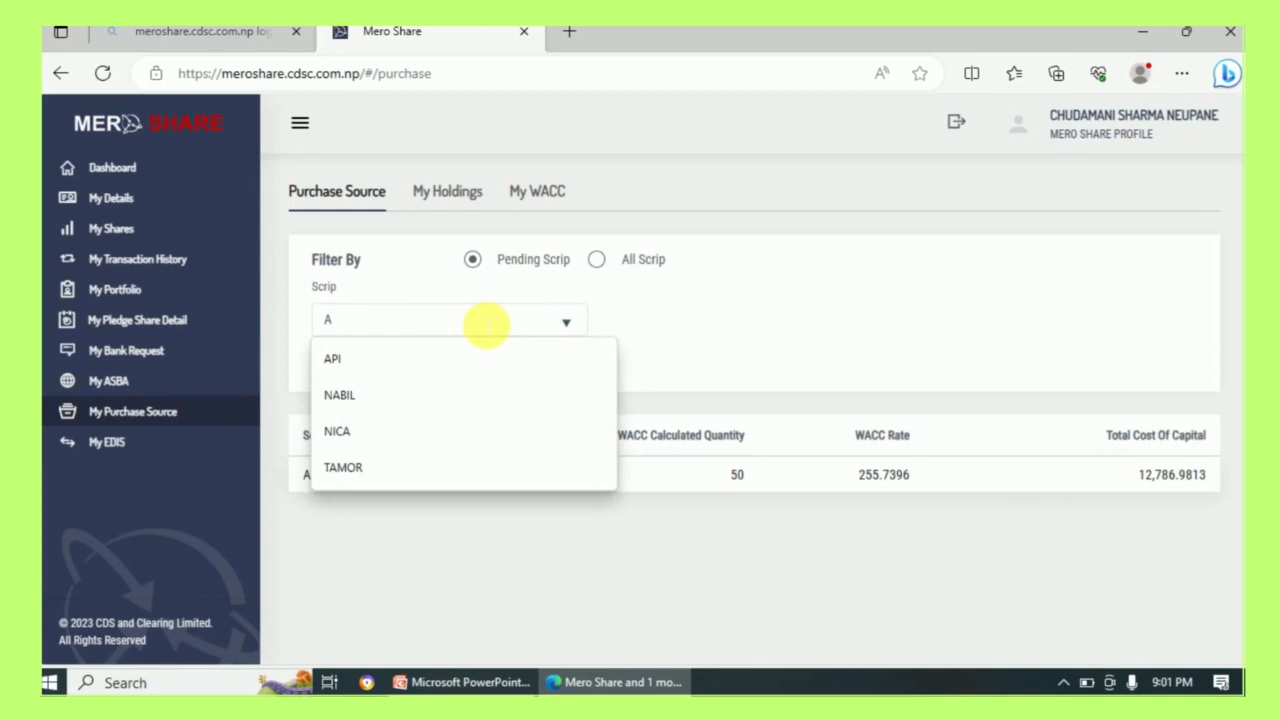 meroshare.cdsc.com.np log
Mero Share
https://meroshare.cdsc.com.np/#/purchase
MERO SHARE
CHUDAMANI SHARMA NEUPANE
MERO SHARE PROFILE
Dashboard
My Details
My Shares
My Transaction History
My Portfolio
My Pledge Share Detail
My Bank Request
My ASBA
My Purchase Source
My EDIS
Purchase Source My Holdings My WACC
Filter By Pending Scrip All Scrip
Scrip
A
API
NABIL
NICA
TAMOR
S WACC Calculated Quantity WACC Rate Total Cost Of Capital
A 50 255.7396 12,786.9813
© 2023 CDS and Clearing Limited.
All Rights Reserved
Search Microsoft PowerPoint... Mero Share and 1 mo... 9:01 PM